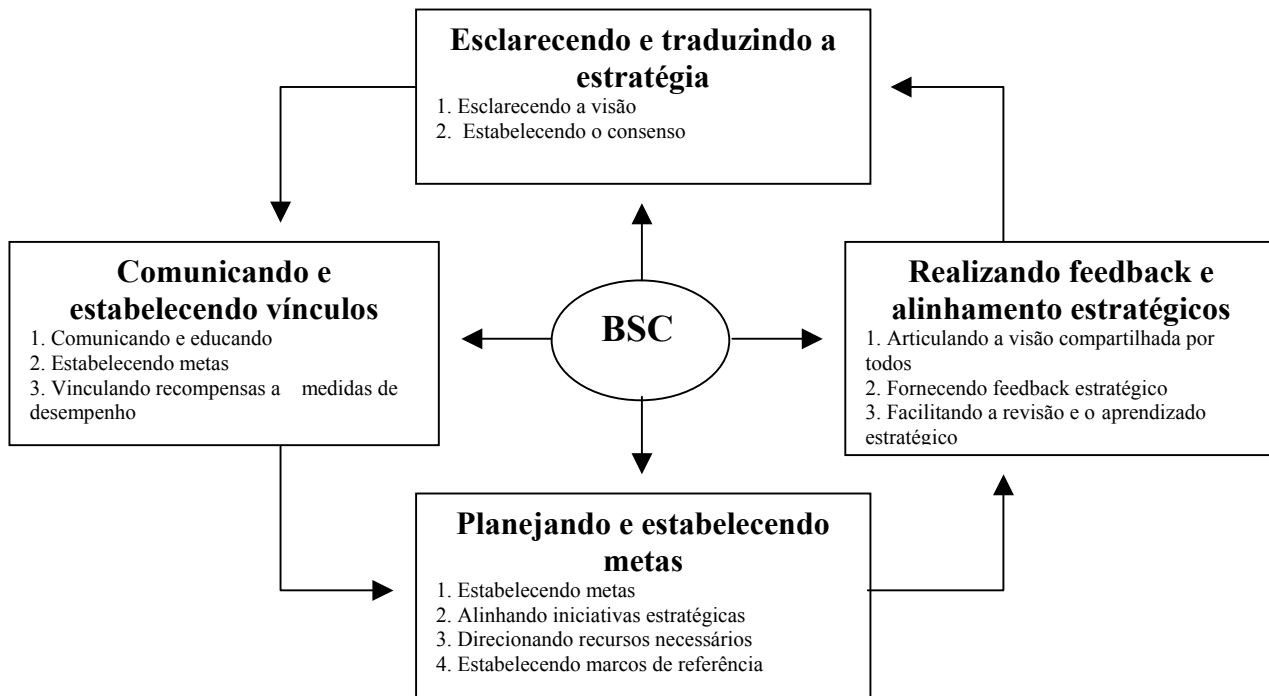 Esclarecendo e traduzindo a
estratégia
1. Esclarecendo a visão
2. Estabelecendo o consenso
Comunicando e
estabelecendo vínculos
1. Comunicando e educando
2. Estabelecendo metas
3. Vinculando recompensas a medidas de
desempenho
BSC
Realizando feedback e
alinhamento estratégicos
1. Articulando a visão compartilhada por
todos
2. Fornecendo feedback estratégico
3. Facilitando a revisão e o aprendizado
estratégico
Planejando e estabelecendo
metas
1. Estabelecendo metas
2. Alinhando iniciativas estratégicas
3. Direcionando recursos necessários
4. Estabelecendo marcos de referência